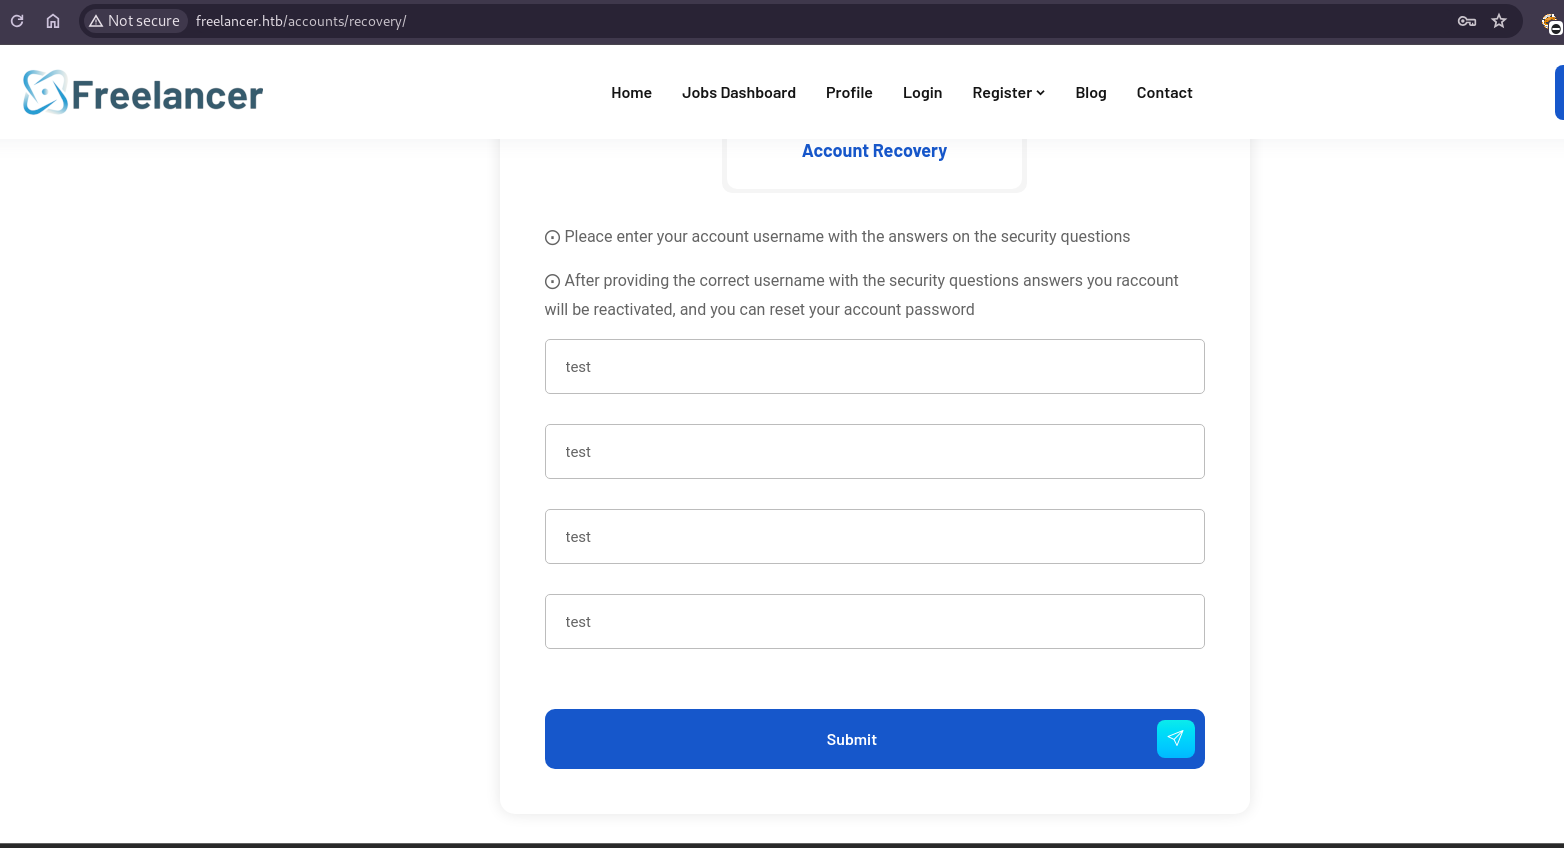 Not secure freelancer.htb/accounts/recovery/
Freelancer Home Jobs Dashboard Profile Login Register Blog Contact
Account Recovery
Pleace enter your account username with the answers on the security questions
After providing the correct username with the security questions answers you raccount
will be reactivated, and you can reset your account password
test
test
test
test
Submit